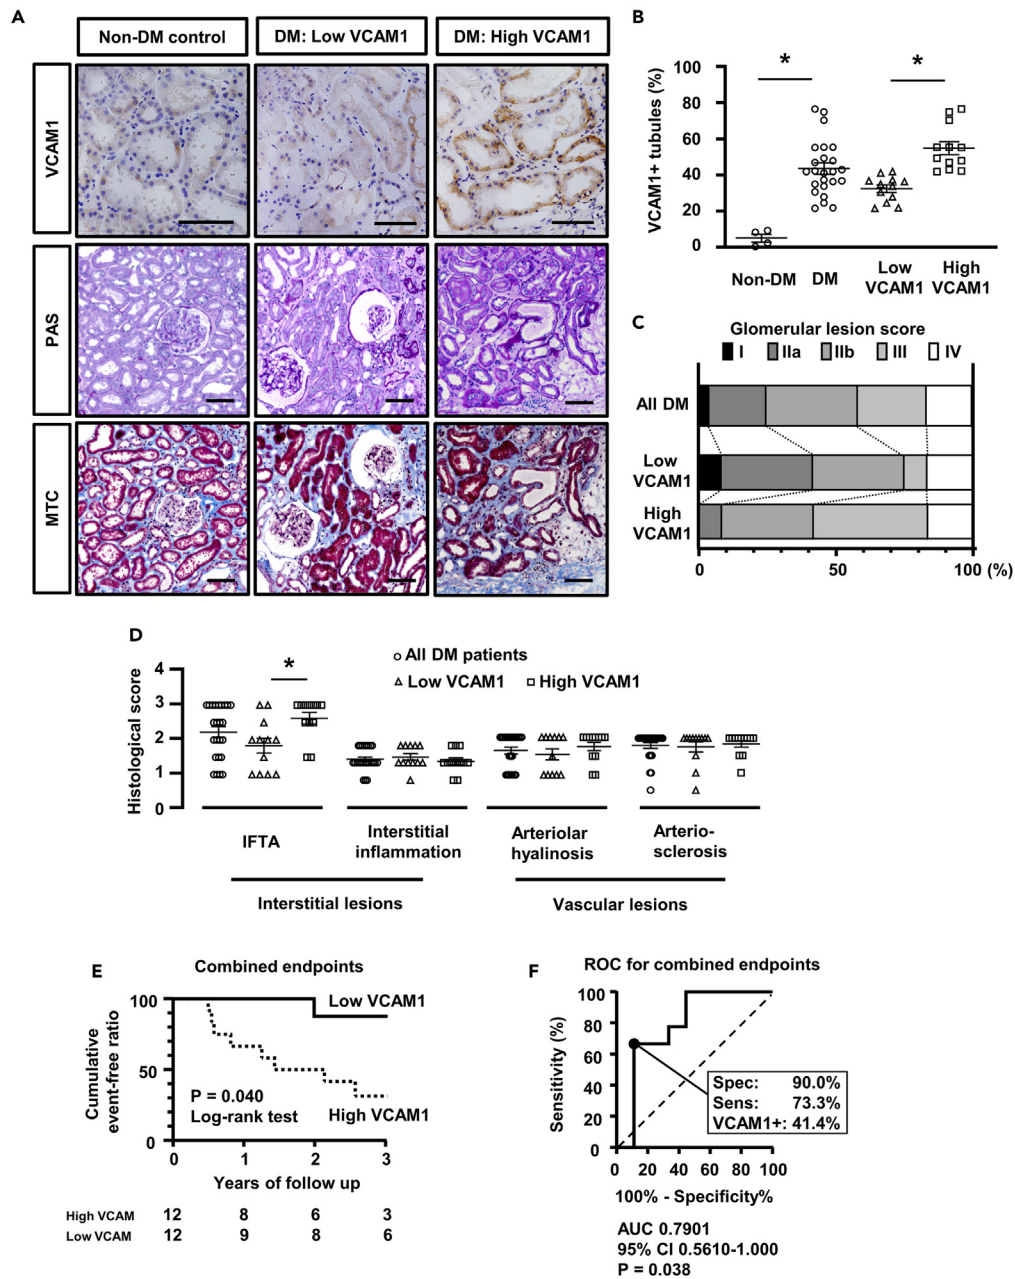 A
Non-DM control
DM: Low VCAM1
DM: High VCAM1
VCAM1
PAS
MTC
B
VCAM1+ tubules (%)
100
80
60
40
20
0
*
*
Non-DM
DM
Low
VCAM1
High
VCAM1
C
Glomerular lesion score
I IIa IIb III IV
All DM
Low
VCAM1
High
VCAM1
0 50 100 (%)
D
Histological score
4
3
2
1
0
*
All DM patients
Low VCAM1 High VCAM1
IFTA
Interstitial
inflammation
Arteriolar
hyalinosis
Arterio-
sclerosis
Interstitial lesions
Vascular lesions
E
Combined endpoints
Cumulative
event-free ratio
100
50
0
Low VCAM1
P = 0.040
Log-rank test
High VCAM1
0 1 2 3
Years of follow up
High VCAM 12 8 6 3
Low VCAM 12 9 8 6
F
ROC for combined endpoints
Sensitivity (%)
100
80
60
40
20
0
Spec: 90.0%
Sens: 73.3%
VCAM1+: 41.4%
0 20 40 60 80 100
100% - Specificity%
AUC 0.7901
95% CI 0.5610-1.000
P = 0.038